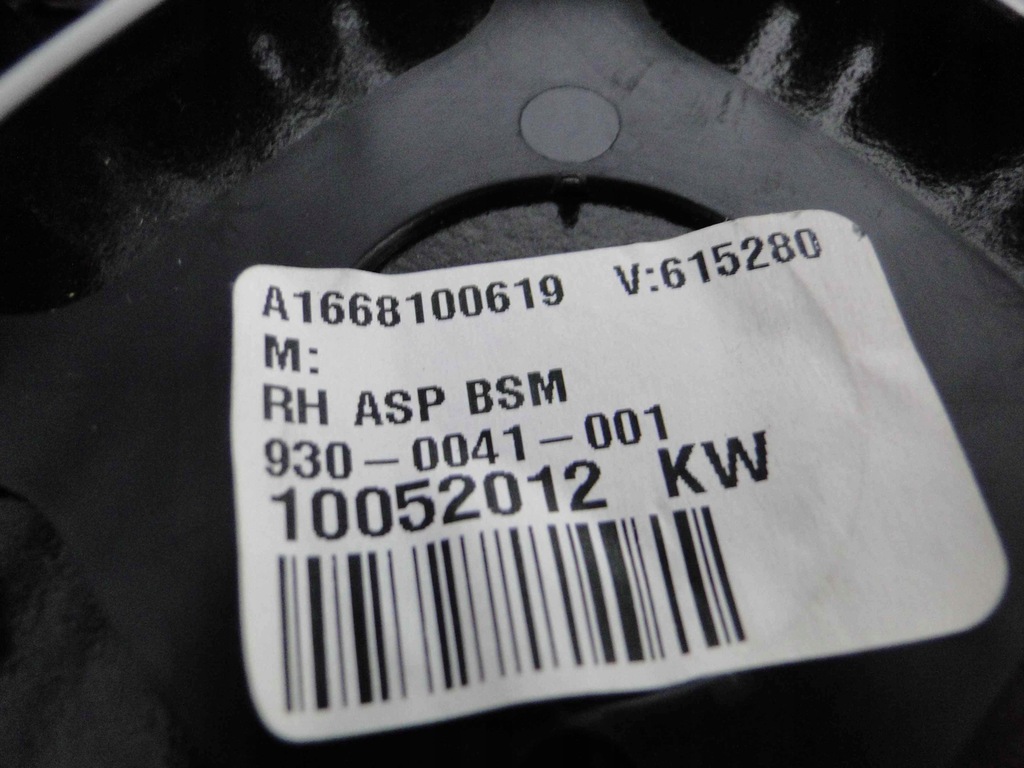 A1668100619 V:615280
M:
RH ASP BSM
930-0041-001
10052012 KW